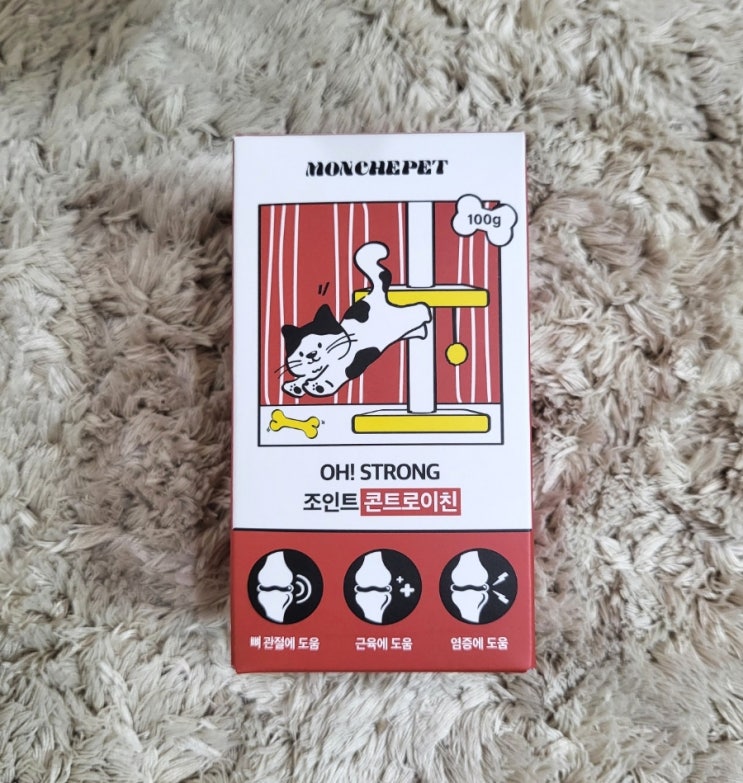 MONCHEPET
100g
OH! STRONG
조인트 콘트로이친
뼈 관절에 도움
근육에 도움
염증에 도움